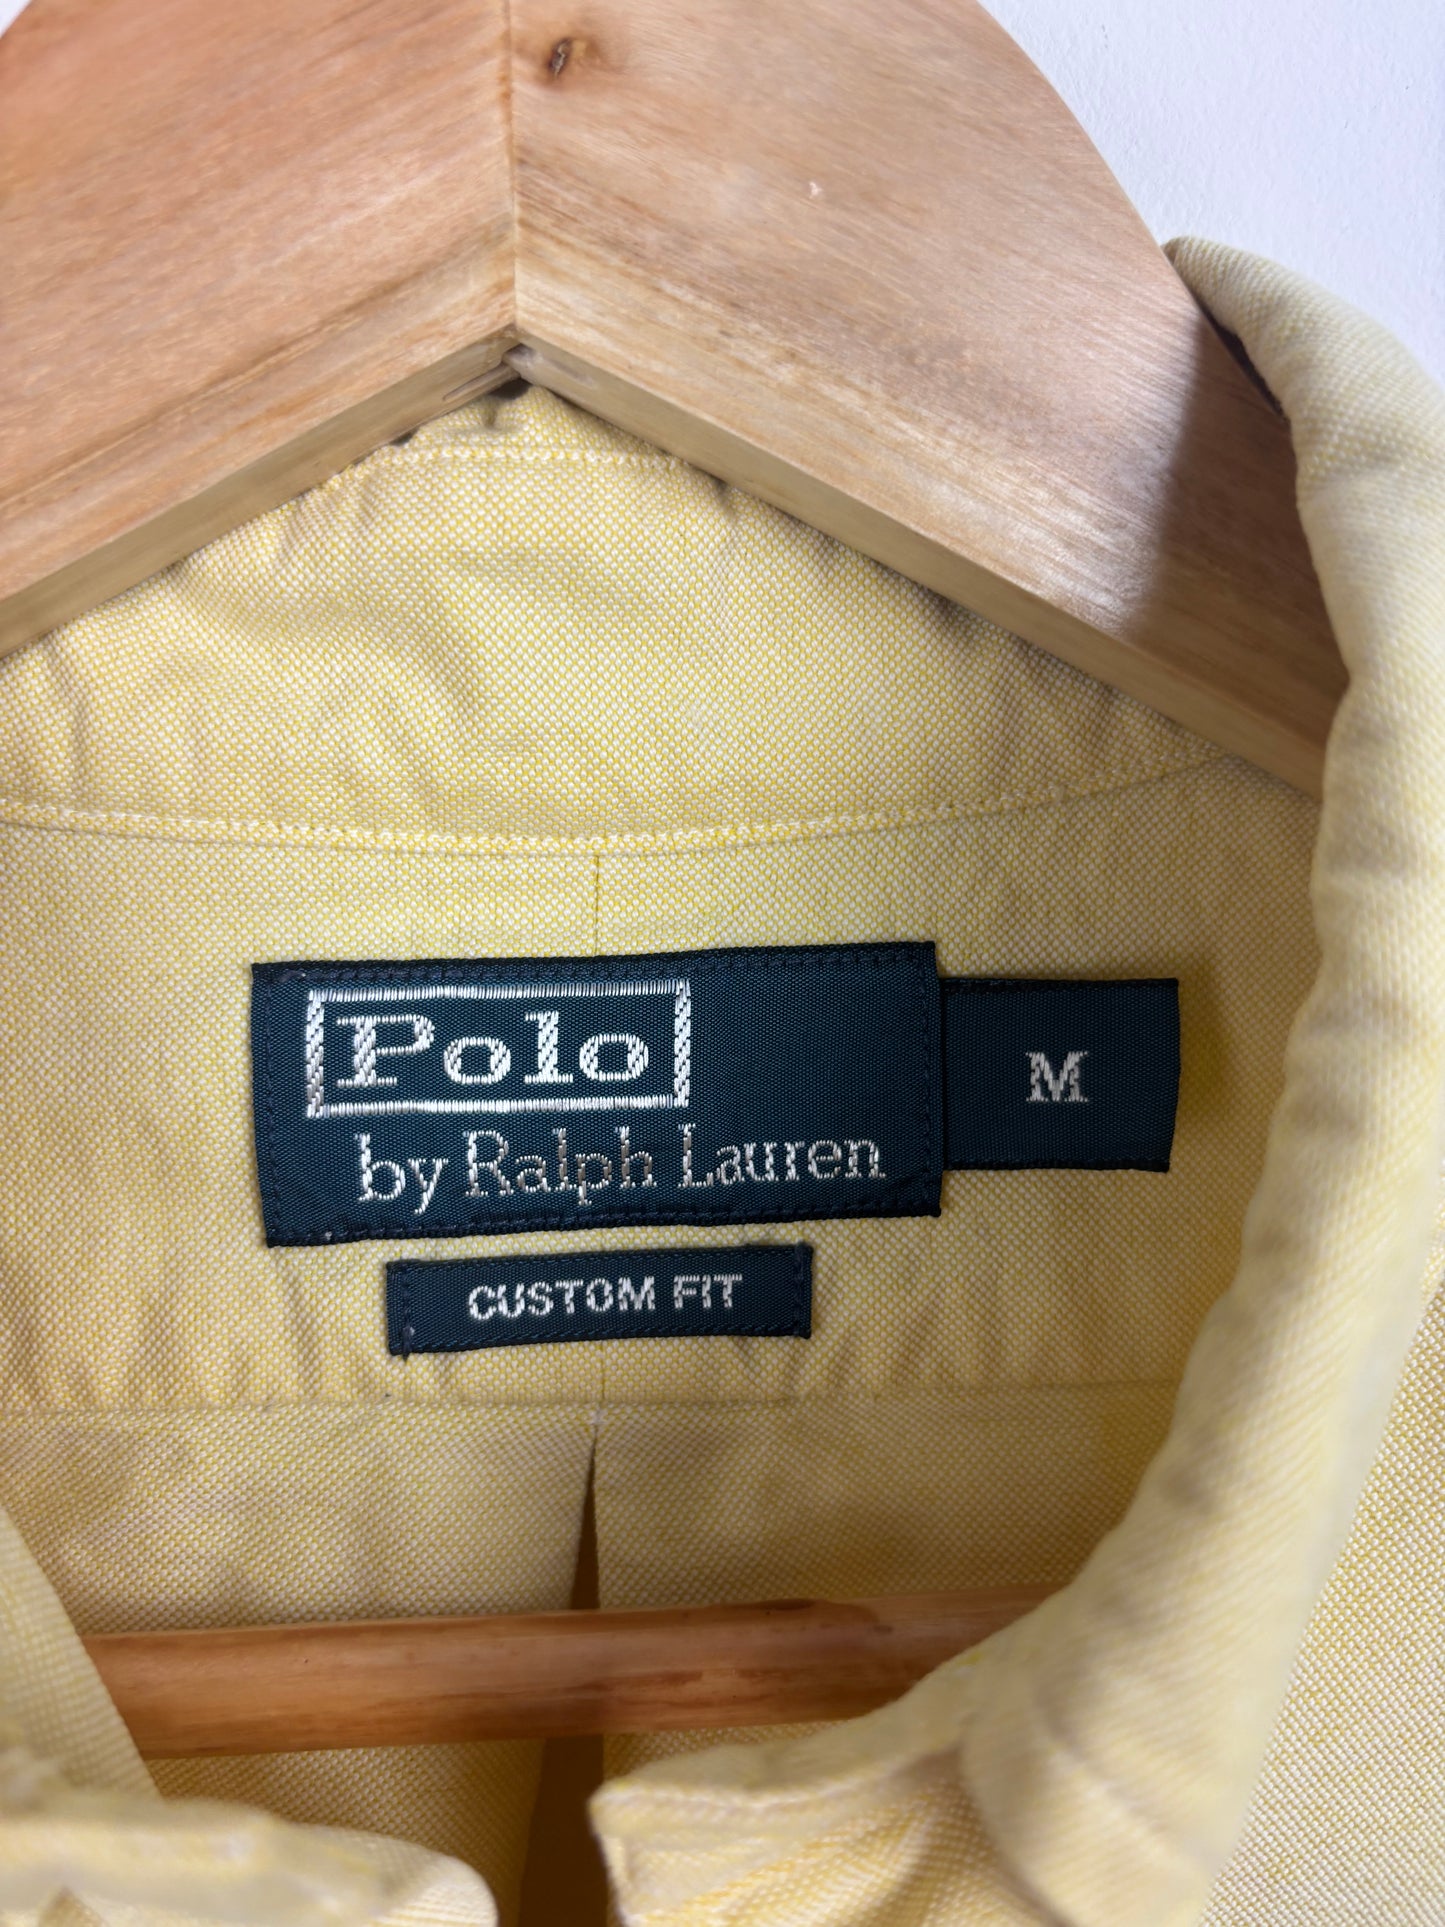 Polo
by Ralph Lauren
M
CUSTOM FIT